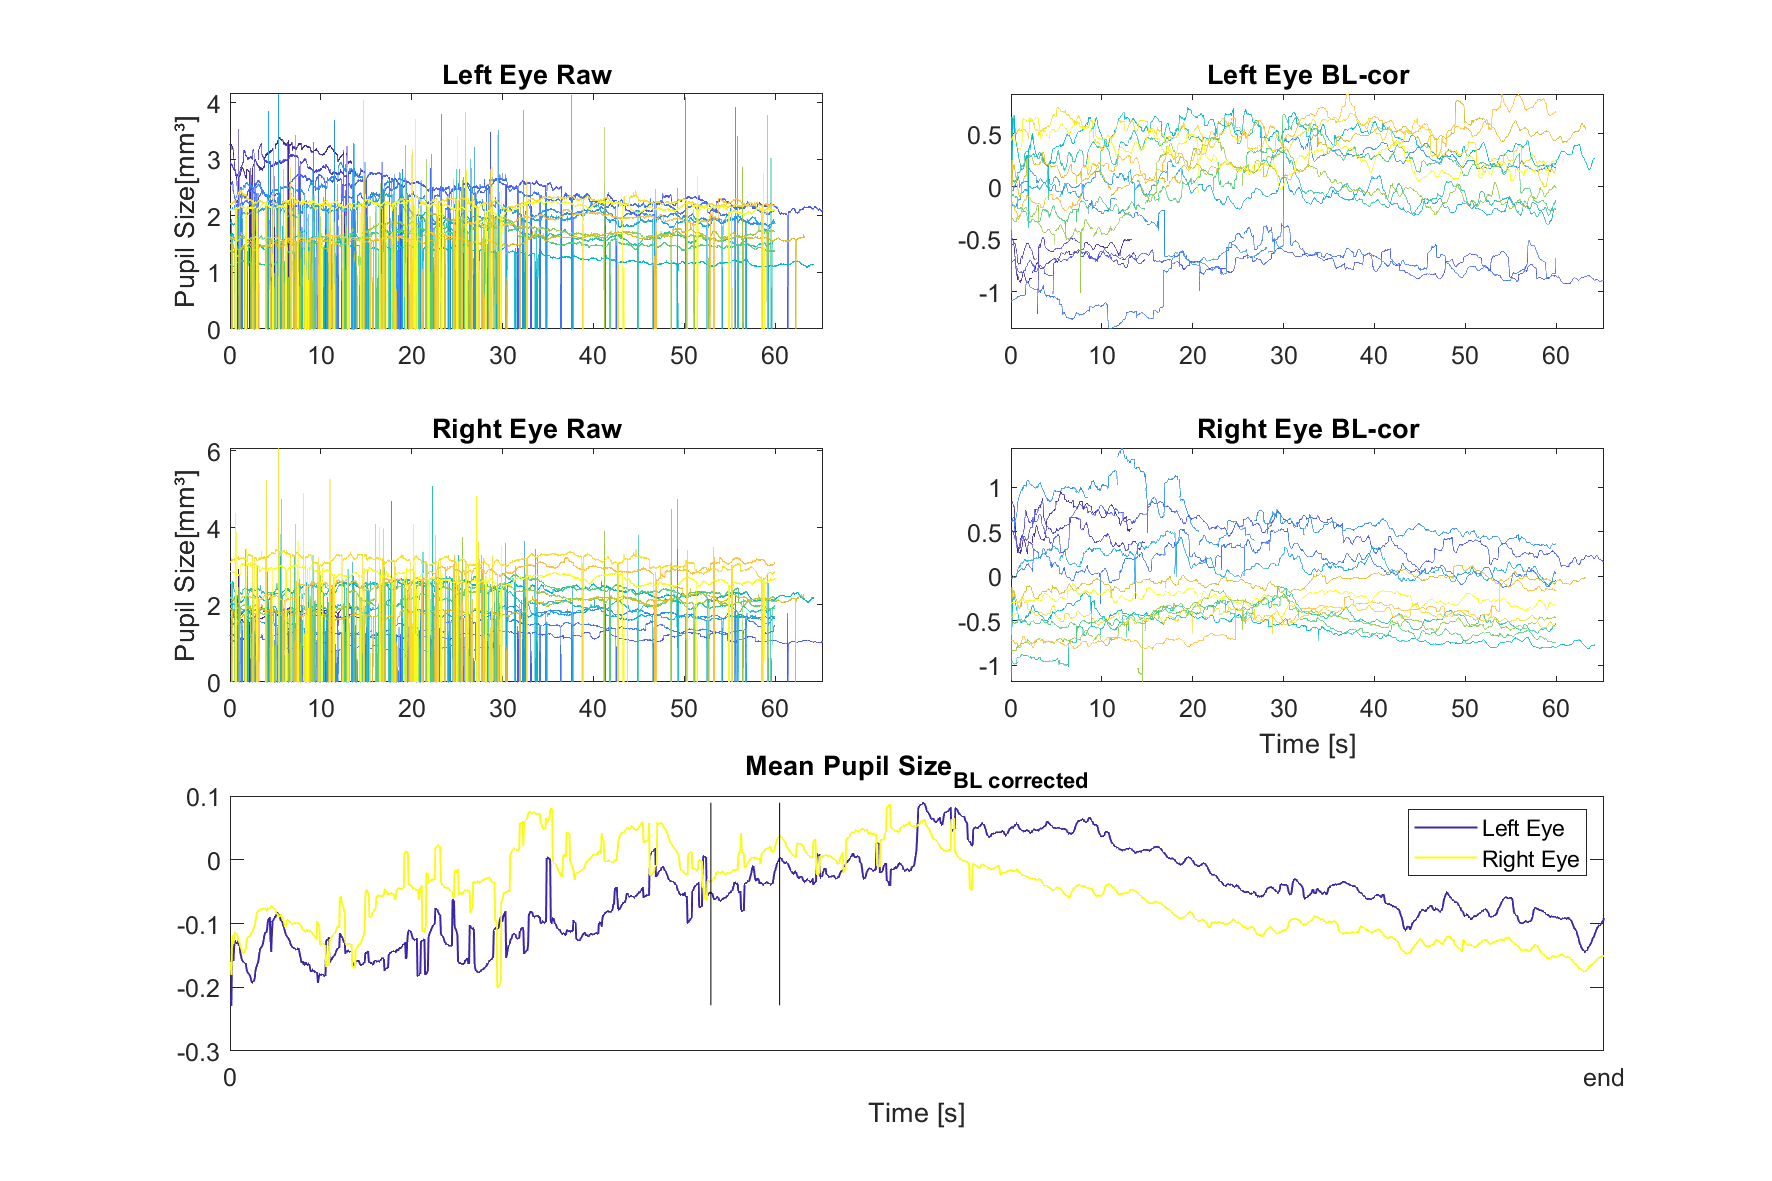 Left Eye Raw
Pupil Size[mm³]
4
3
2
1
0
0 10 20 30 40 50 60
Left Eye BL-cor
0.5
0
-0.5
-1
0 10 20 30 40 50 60
Right Eye Raw
Pupil Size[mm³]
6
4
2
0
0 10 20 30 40 50 60
Right Eye BL-cor
1
0.5
0
-0.5
-1
0 10 20 30 40 50 60
Time [s]
Mean Pupil Size BL corrected
0.1
0
-0.1
-0.2
-0.3
Left Eye
Right Eye
0 end
Time [s]